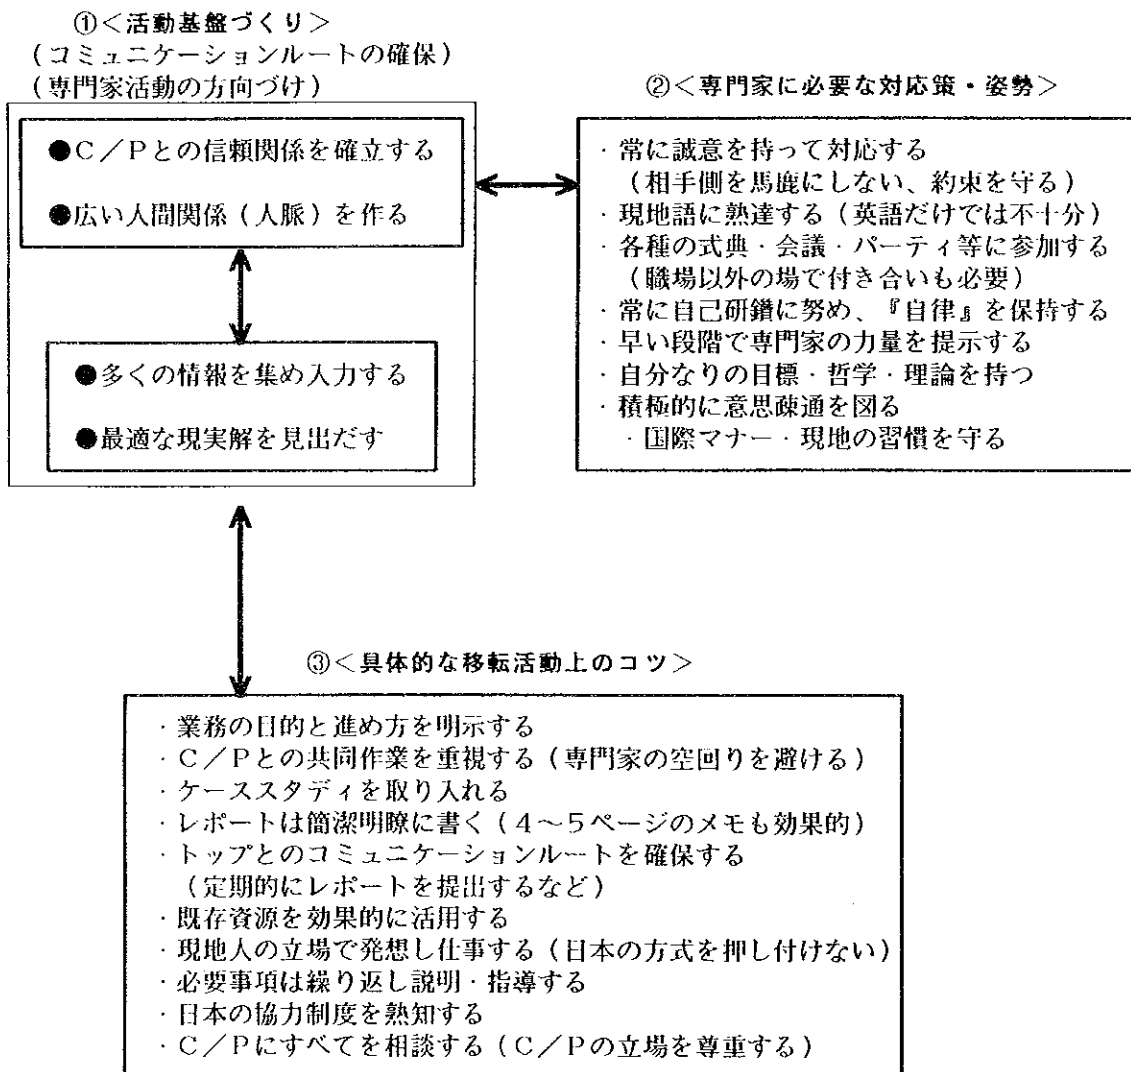 ①<活動基盤づくり>
(コミュニケーションルートの確保)
(専門家活動の方向づけ)
●C/Pとの信頼関係を確立する
●広い人間関係(人脈)を作る
●多くの情報を集め入力する
●最適な現実解を見出だす
②<専門家に必要な対応策・姿勢>
・常に誠意を持って対応する
(相手側を馬鹿にしない、約束を守る)
・現地語に熟達する(英語だけでは不十分)
・各種の式典・会議・パーティ等に参加する
(職場以外の場で付き合いも必要)
・常に自己研鑽に努め、『自律』を保持する
・早い段階で専門家の力量を提示する
・自分なりの目標・哲学・理論を持つ
・積極的に意思疎通を図る
・国際マナー・現地の習慣を守る
③<具体的な移転活動上のコツ>
・業務の目的と進め方を明示する
・C/Pとの共同作業を重視する(専門家の空回りを避ける)
・ケーススタディを取り入れる
・レポートは簡潔明瞭に書く(4~5ページのメモも効果的)
・トップとのコミュニケーションルートを確保する
(定期的にレポートを提出するなど)
・既存資源を効果的に活用する
・現地人の立場で発想し仕事する(日本の方式を押し付けない)
・必要事項は繰り返し説明・指導する
・日本の協力制度を熟知する
・C/Pにすべてを相談する(C/Pの立場を尊重する)